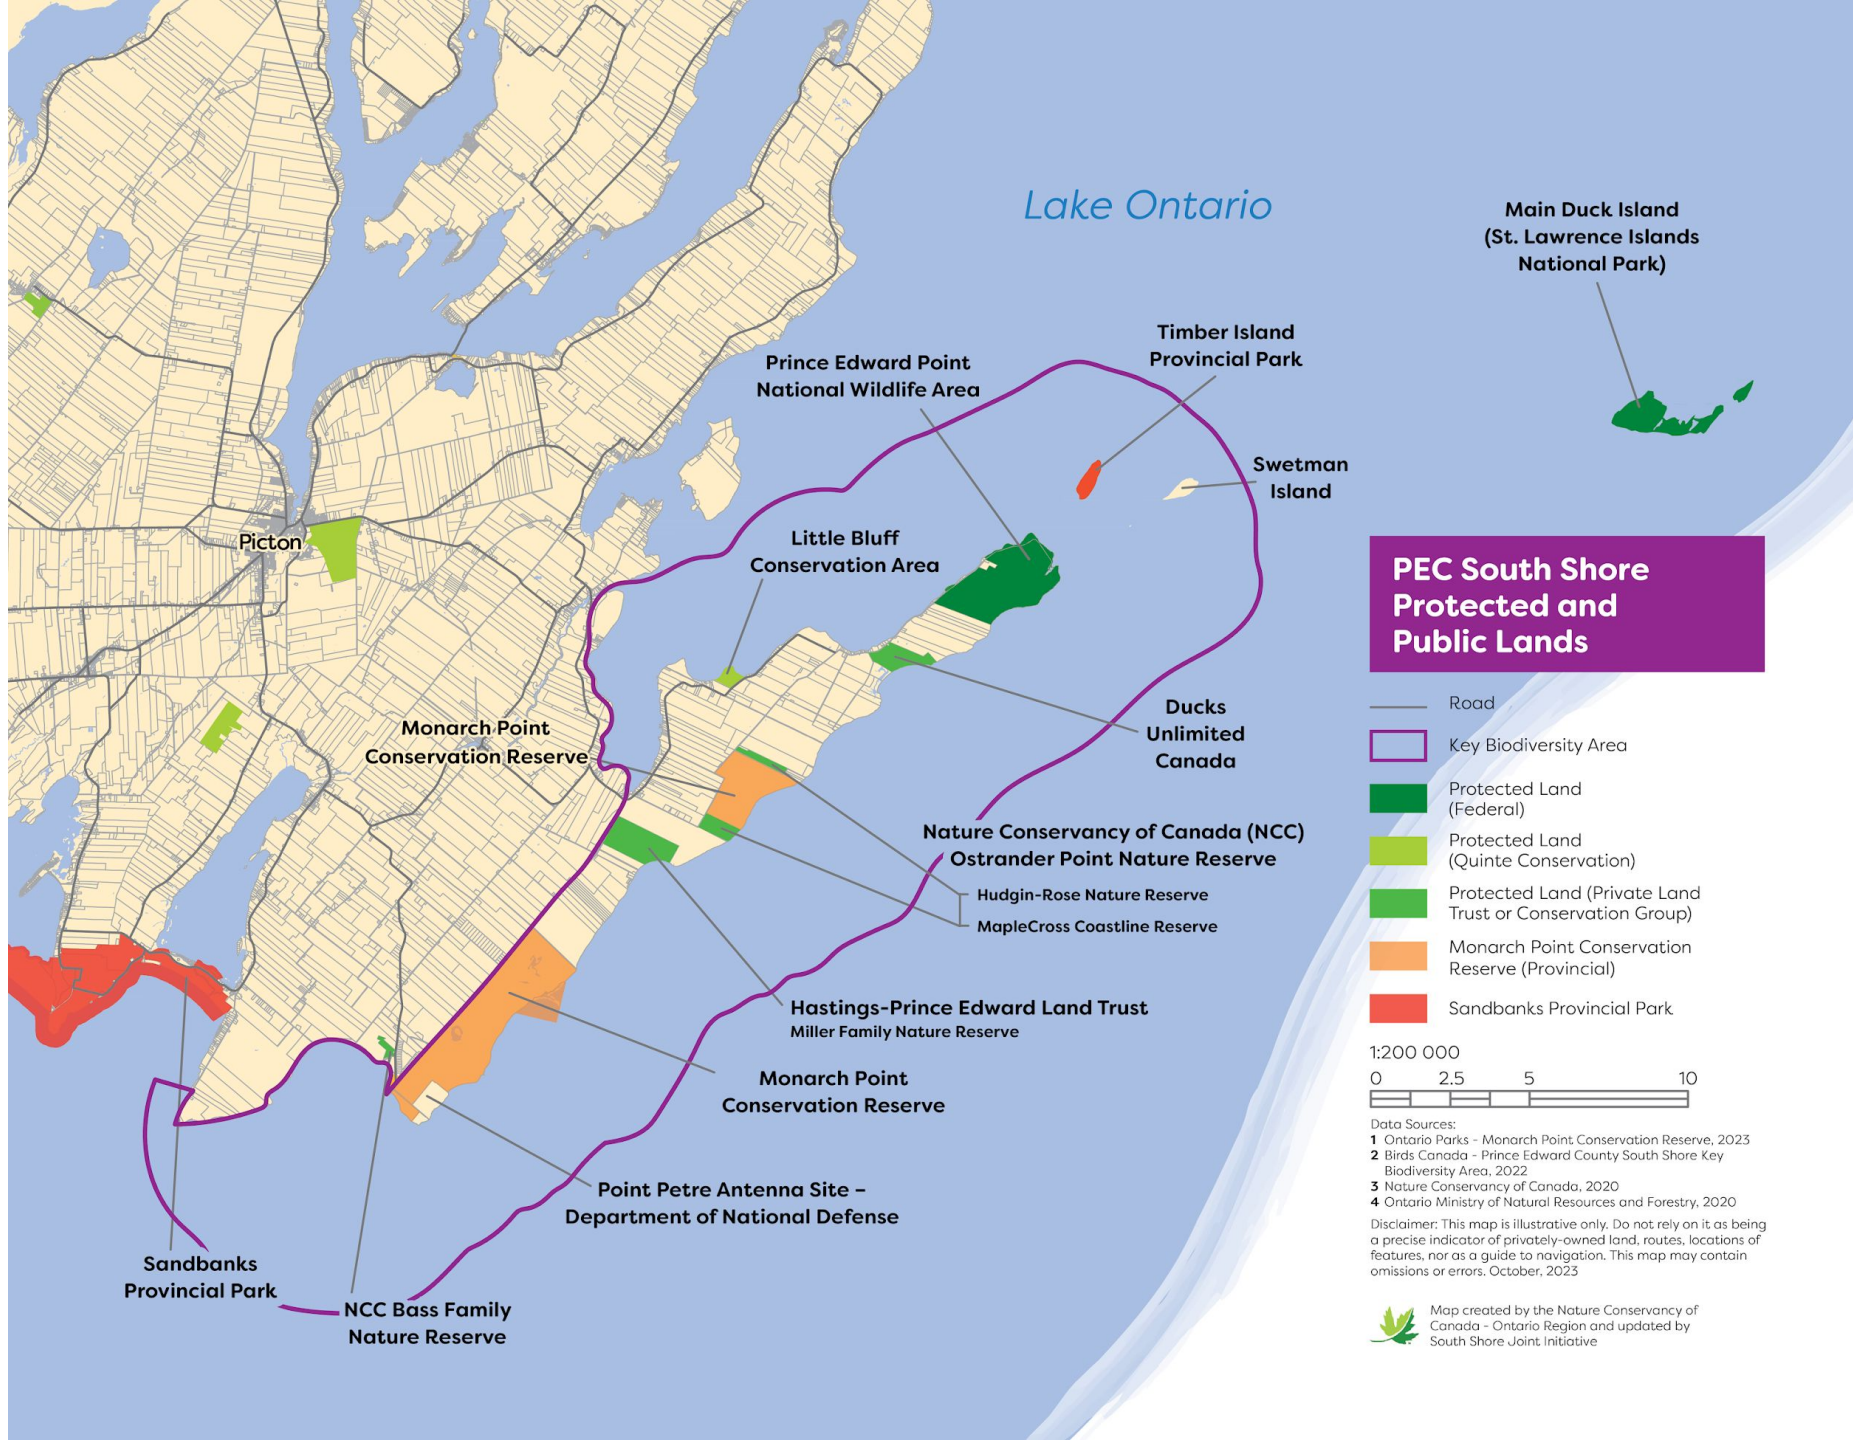 Lake Ontario
Main Duck Island
(St. Lawrence Islands
National Park)
Timber Island
Provincial Park
Prince Edward Point
National Wildlife Area
Swetman
Island
Little Bluff
Conservation Area
Picton
Monarch Point
Conservation Reserve
Ducks
Unlimited
Canada
Nature Conservancy of Canada (NCC)
Ostrander Point Nature Reserve
Hudgin-Rose Nature Reserve
MapleCross Coastline Reserve
Hastings-Prince Edward Land Trust
Miller Family Nature Reserve
Monarch Point
Conservation Reserve
Point Petre Antenna Site –
Department of National Defense
Sandbanks
Provincial Park
NCC Bass Family
Nature Reserve
PEC South Shore
Protected and
Public Lands
Road
Key Biodiversity Area
Protected Land
(Federal)
Protected Land
(Quinte Conservation)
Protected Land (Private Land
Trust or Conservation Group)
Monarch Point Conservation
Reserve (Provincial)
Sandbanks Provincial Park
1:200 000
0 2.5 5 10
Data Sources:
1 Ontario Parks - Monarch Point Conservation Reserve, 2023
2 Birds Canada - Prince Edward County South Shore Key
Biodiversity Area, 2022
3 Nature Conservancy of Canada, 2020
4 Ontario Ministry of Natural Resources and Forestry, 2020
Disclaimer: This map is illustrative only. Do not rely on it as being
a precise indicator of privately-owned land, routes, locations of
features, nor as a guide to navigation. This map may contain
omissions or errors. October, 2023
Map created by the Nature Conservancy of
Canada - Ontario Region and updated by
South Shore Joint Initiative